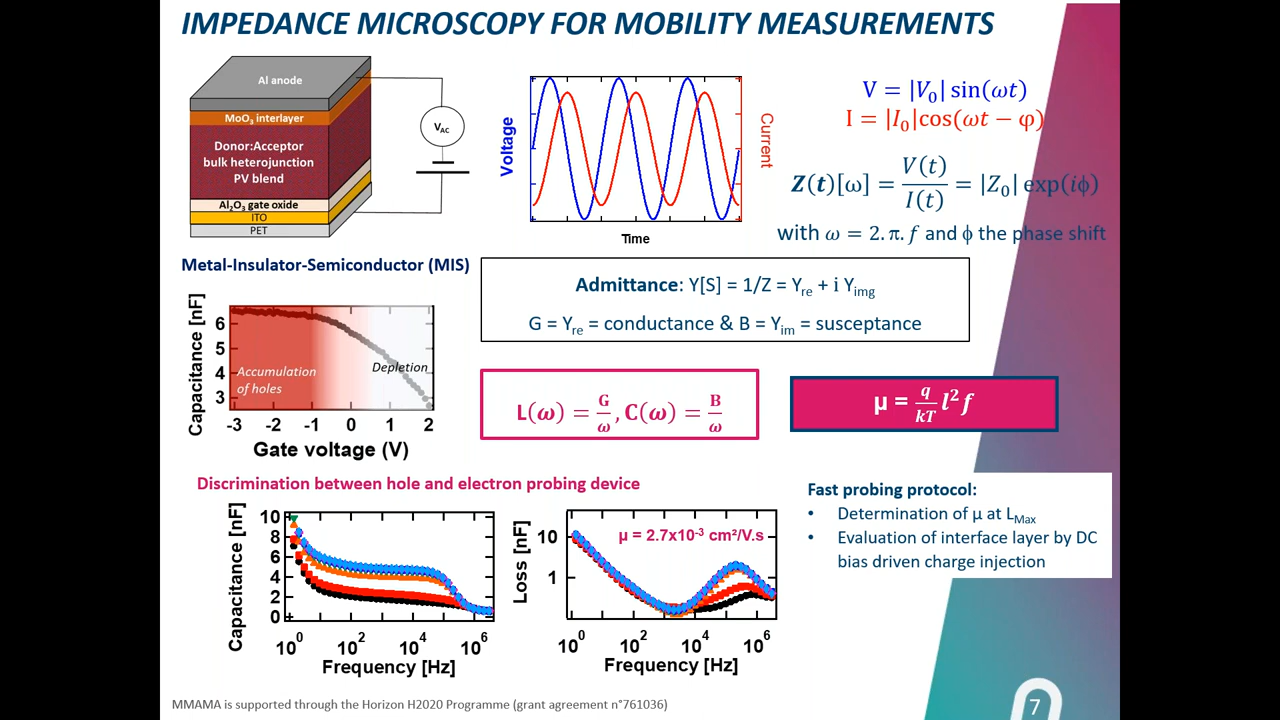 IMPEDANCE MICROSCOPY FOR MOBILITY MEASUREMENTS
Al anode
MoO₃ interlayer
Donor:Acceptor
bulk heterojunction
PV blend
Al₂O₃ gate oxide
ITO
PET
V_AC
Voltage
Current
Time
V = |V₀| sin(ωt)
I = |I₀|cos(ωt − φ)
Z(t)[ω] = V(t)/I(t) = |Z₀| exp(iϕ)
with ω = 2. π. f and ϕ the phase shift
Metal-Insulator-Semiconductor (MIS)
Admittance: Y[S] = 1/Z = Y_re + i Y_img
G = Y_re = conductance & B = Y_im = susceptance
Capacitance [nF]
6
5
4
3
Accumulation
of holes
Depletion
-3 -2 -1 0 1 2
Gate voltage (V)
L(ω) = G/ω, C(ω) = B/ω
μ = q/kT l² f
Discrimination between hole and electron probing device
Capacitance [nF]
10
8
6
4
2
0
10⁰ 10² 10⁴ 10⁶
Frequency [Hz]
Loss [nF]
10
1
μ = 2.7x10⁻³ cm²/V.s
10⁰ 10² 10⁴ 10⁶
Frequency [Hz]
Fast probing protocol:
• Determination of μ at L_Max
• Evaluation of interface layer by DC
bias driven charge injection
MMAMA is supported through the Horizon H2020 Programme (grant agreement n°761036)
7